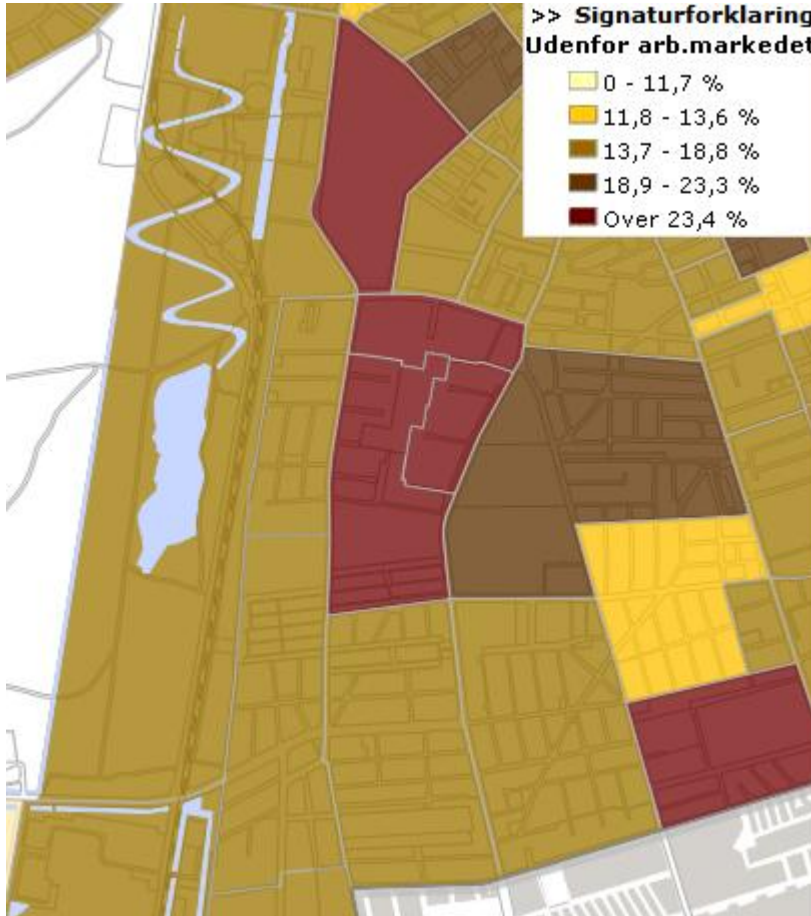 >> Signaturforklaring
Udenfor arb.markedet
0 - 11,7 %
11,8 - 13,6 %
13,7 - 18,8 %
18,9 - 23,3 %
Over 23,4 %